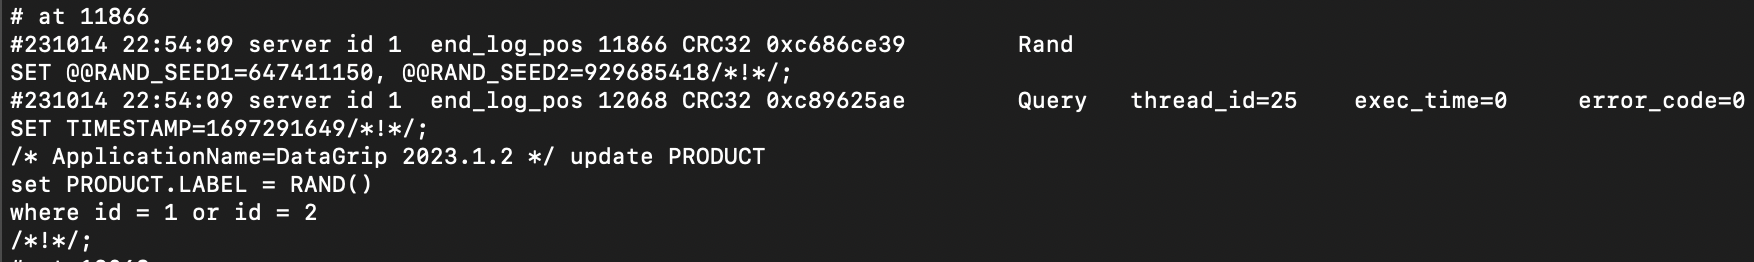 # at 11866
#231014 22:54:09 server id 1  end_log_pos 11866 CRC32 0xc686ce39        Rand
SET @@RAND_SEED1=647411150, @@RAND_SEED2=929685418/*!*/;
#231014 22:54:09 server id 1  end_log_pos 12068 CRC32 0xc89625ae        Query   thread_id=25    exec_time=0     error_code=0
SET TIMESTAMP=1697291649/*!*/;
/* ApplicationName=DataGrip 2023.1.2 */ update PRODUCT
set PRODUCT.LABEL = RAND()
where id = 1 or id = 2
/*!*/;